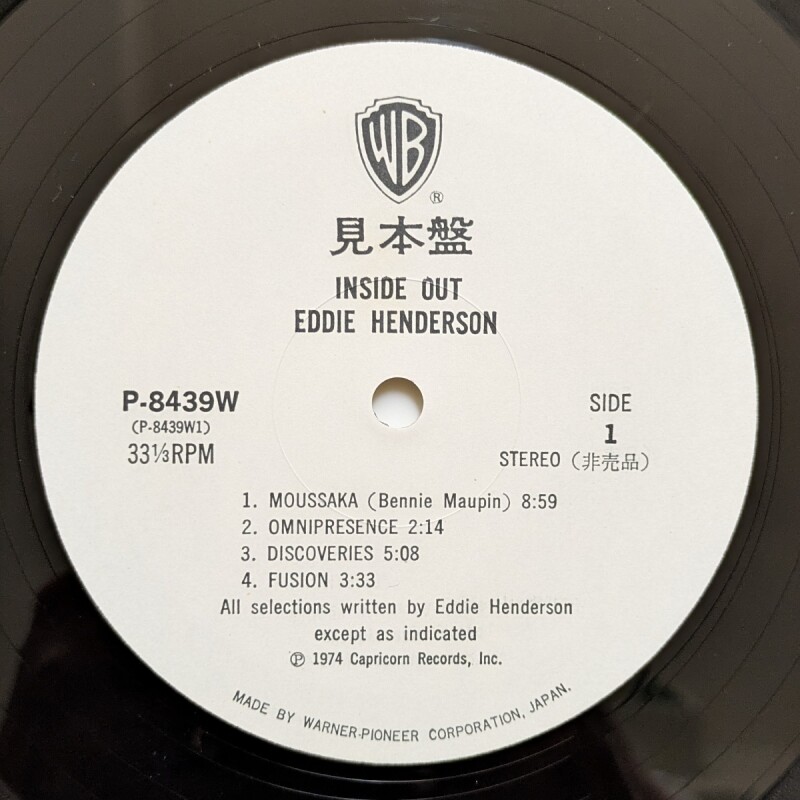 WB
®
見本盤
INSIDE OUT
EDDIE HENDERSON
P-8439W
(P-8439W1)
33⅓RPM
SIDE
1
STEREO (非売品)
1. MOUSSAKA (Bennie Maupin) 8:59
2. OMNIPRESENCE 2:14
3. DISCOVERIES 5:08
4. FUSION 3:33
All selections written by Eddie Henderson
except as indicated
℗ 1974 Capricorn Records, Inc.
MADE BY WARNER-PIONEER CORPORATION, JAPAN.